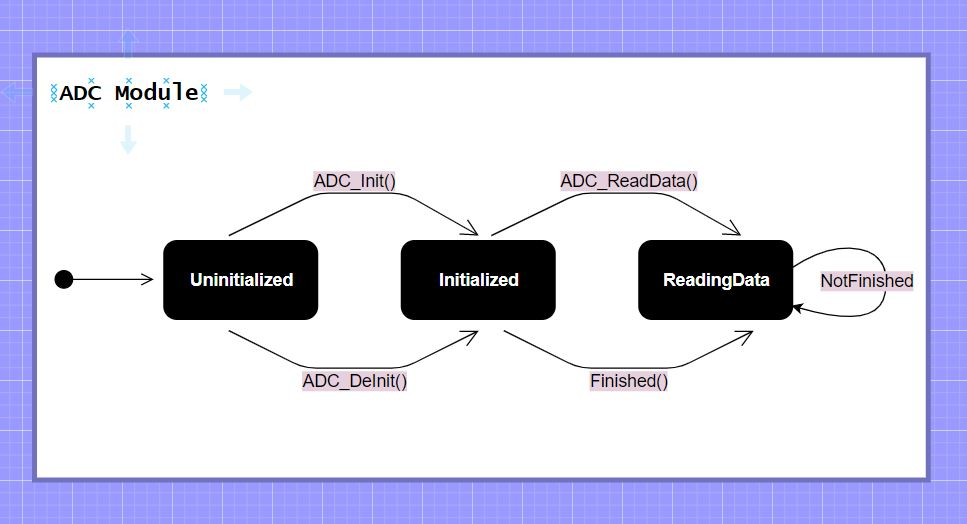 ADC Module
ADC_Init()
ADC_ReadData()
Uninitialized
Initialized
ReadingData
NotFinished
ADC_DeInit()
Finished()